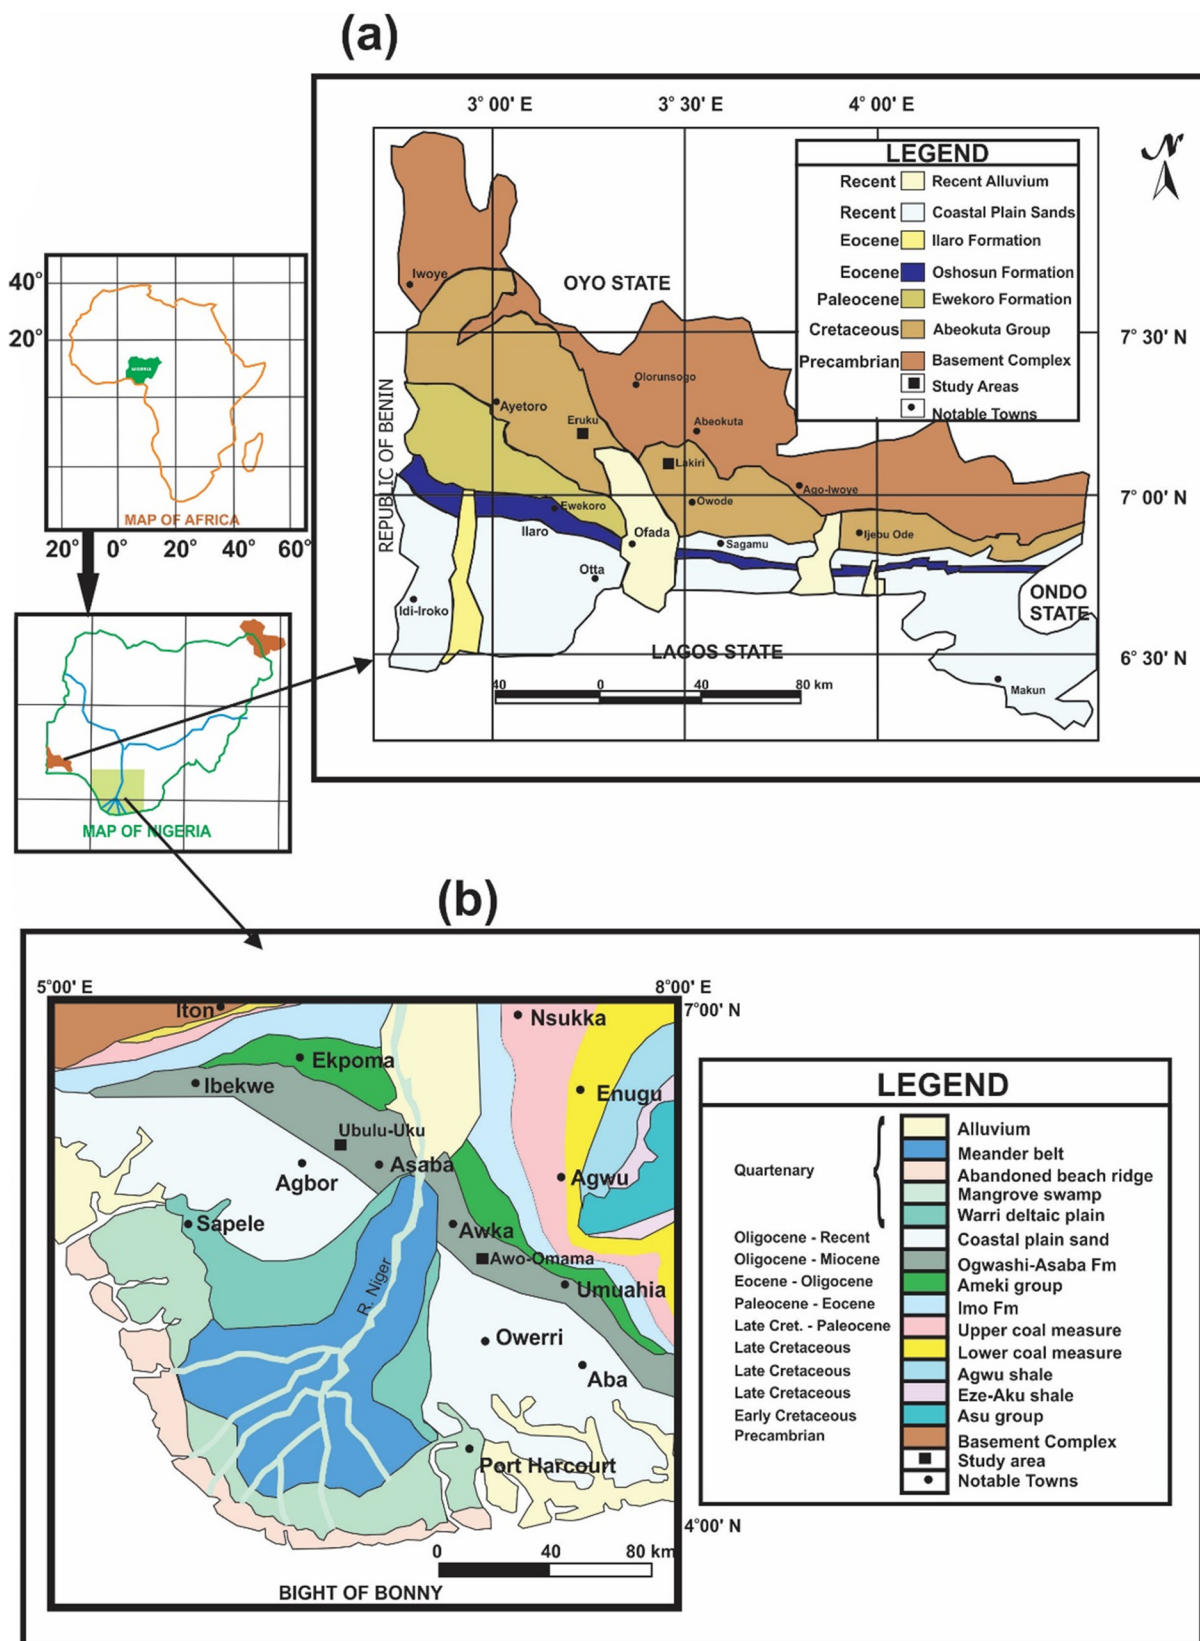 (a)
3° 00' E
3° 30' E
4° 00' E
N
LEGEND
Recent Recent Alluvium
Recent Coastal Plain Sands
Eocene Ilaro Formation
Eocene Oshosun Formation
Paleocene Ewekoro Formation
Cretaceous Abeokuta Group
Precambrian Basement Complex
Study Areas
Notable Towns
7° 30' N
7° 00' N
6° 30' N
OYO STATE
Iwoye
Olorunsogo
Ayetoro
Eruku
Abeokuta
Lakiri
Ago-Iwoye
Owode
Ewekoro
Ilaro
Ofada
Sagamu
Ijebu Ode
Otta
Idi-Iroko
REPUBLIC OF BENIN
ONDO
STATE
LAGOS STATE
Makun
40 0 40 80 km
40°
20°
NIGERIA
MAP OF AFRICA
20° 0° 20° 40° 60°
MAP OF NIGERIA
(b)
5°00' E
8°00' E
7°00' N
Iton
Nsukka
Ekpoma
Ibekwe
Enugu
Ubulu-Uku
Asaba
Agbor
Agwu
Sapele
Awka
Awo-Omama
Umuahia
R. Niger
Owerri
Aba
Port Harcourt
4°00' N
0 40 80 km
BIGHT OF BONNY
LEGEND
Quartenary
Alluvium
Meander belt
Abandoned beach ridge
Mangrove swamp
Warri deltaic plain
Oligocene - Recent Coastal plain sand
Oligocene - Miocene Ogwashi-Asaba Fm
Eocene - Oligocene Ameki group
Paleocene - Eocene Imo Fm
Late Cret. - Paleocene Upper coal measure
Late Cretaceous Lower coal measure
Late Cretaceous Agwu shale
Late Cretaceous Eze-Aku shale
Early Cretaceous Asu group
Precambrian Basement Complex
Study area
Notable Towns